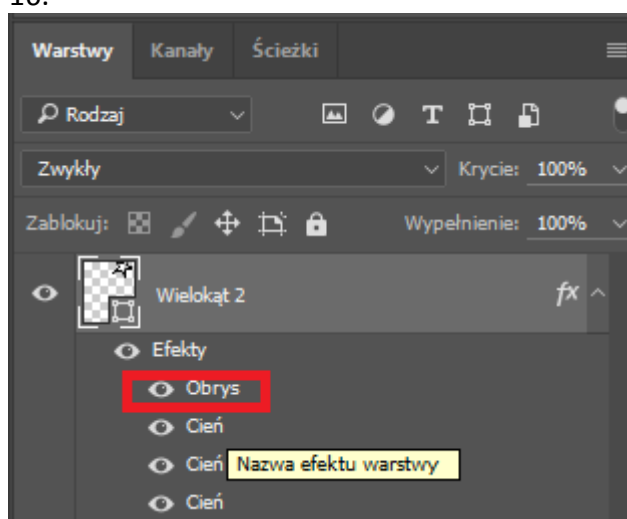 10.
Warstwy Kanały Ścieżki
Rodzaj T
Zwykły Krycie: 100%
Zablokuj: Wypełnienie: 100%
Wielokąt 2 fx
Efekty
Obrys
Cień
Cień Nazwa efektu warstwy
Cień